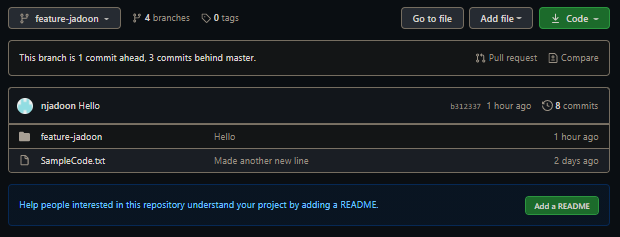 feature-jadoon 4 branches 0 tags Go to file Add file Code
This branch is 1 commit ahead, 3 commits behind master. Pull request Compare
njadoon Hello b312337 1 hour ago 8 commits
feature-jadoon Hello 1 hour ago
SampleCode.txt Made another new line 2 days ago
Help people interested in this repository understand your project by adding a README. Add a README